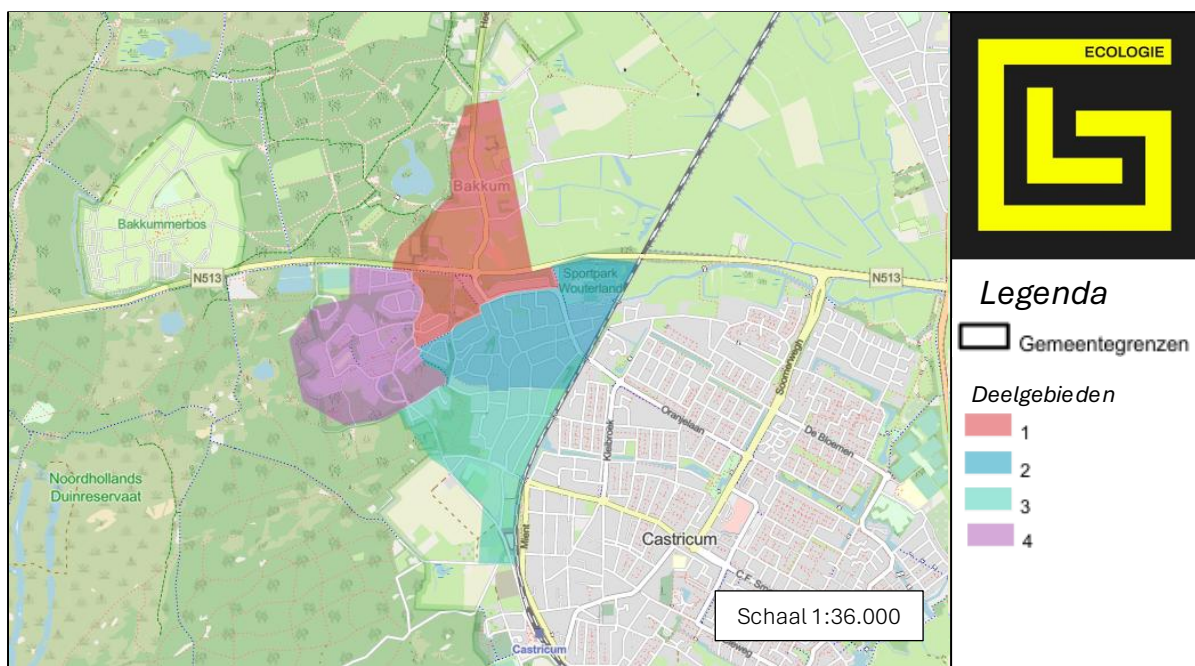 ECOLOGIE
Bakkum
Bakkummerbos
N513
Sportpark
Wouterland
N513
Legenda
Gemeentegrenzen
Deelgebieden
1
2
3
4
Soomerwegh
Oranjelaan
Kleibroek
De Bloemen
Noordhollands
Duinreservaat
Mient
Castricum
Schaal 1:36.000
Castricum